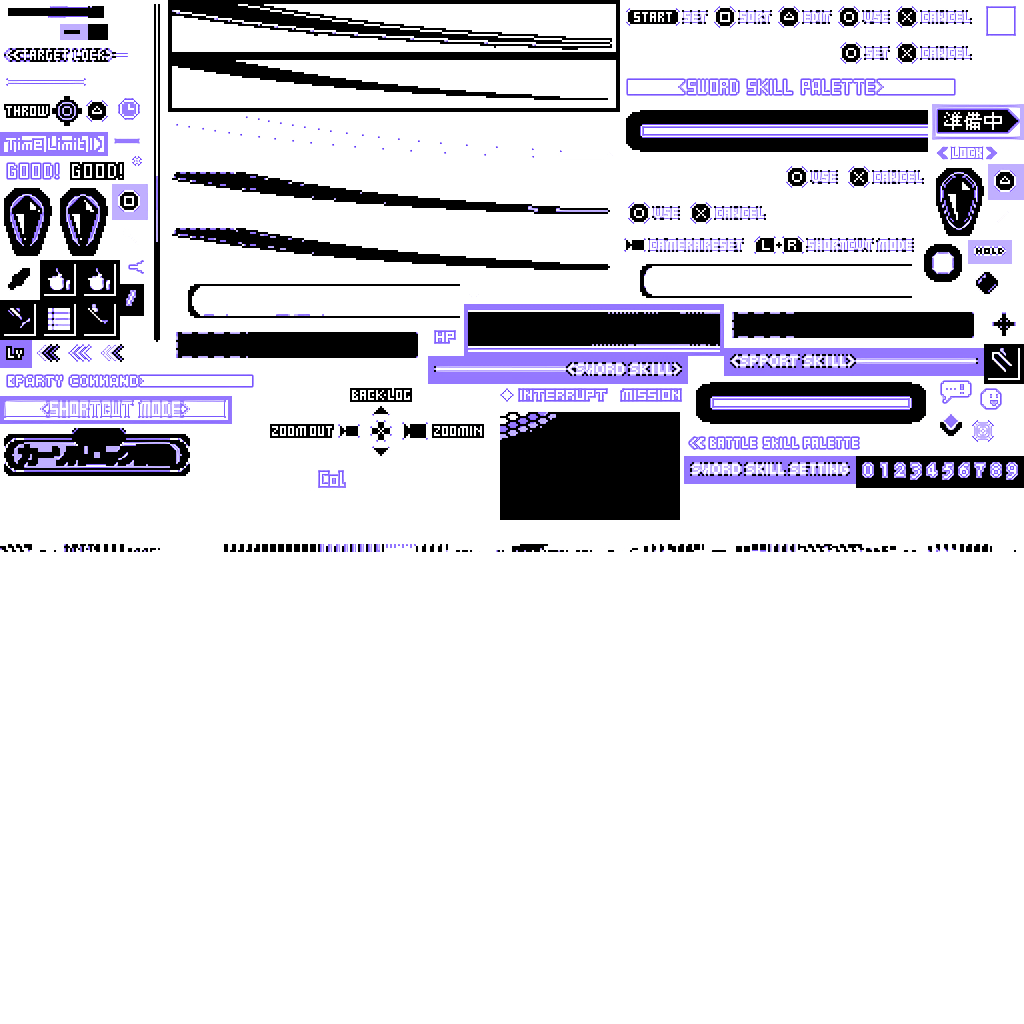 START SET SORT EDIT USE CANCEL
SET CANCEL
<TARGET LOCK>
<SWORD SKILL PALETTE>
THROW
準備中
Time Limit
<LOCK>
GOOD! GOOD!
USE CANCEL
USE CANCEL
CAMERA RESET L+R SHORTCUT MODE
HOLD
HP
Lv
<SWORD SKILL>
<SPPORT SKILL>
PARTY COMMAND
BACK LOG
INTERRUPT MISSION
<SHORTCUT MODE>
ZOOM OUT ZOOM IN
BATTLE SKILL PALETTE
Col
SWORD SKILL SETTING 0 1 2 3 4 5 6 7 8 9